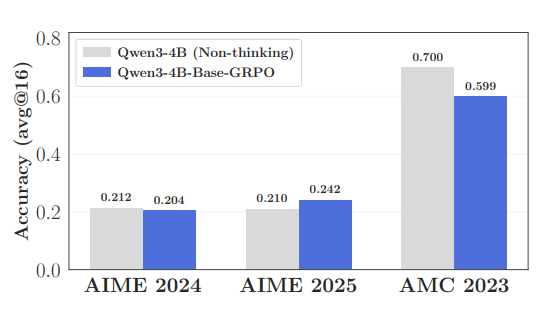 Accuracy (avg@16)
0.8
0.6
0.4
0.2
0.0
Qwen3-4B (Non-thinking)
Qwen3-4B-Base-GRPO
0.212
0.204
0.210
0.242
0.700
0.599
AIME 2024
AIME 2025
AMC 2023